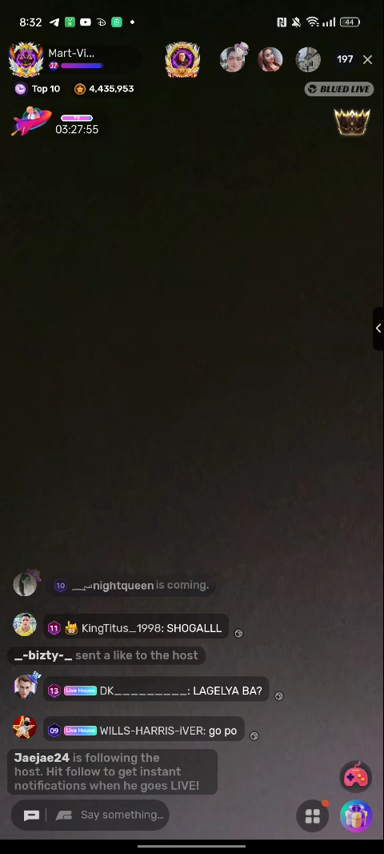 8:32
44
Mart-Vi...
197
Top 10
4,435,953
BLUED LIVE
03:27:55
10
nightqueen is coming.
11 KingTitus_1998: SHOGALLL
_-bizty-_ sent a like to the host
13 Live House DK_________: LAGELYA BA?
09 Live House WILLS-HARRIS-iVER: go po
Jaejae24 is following the
host. Hit follow to get instant
notifications when he goes LIVE!
Say something...